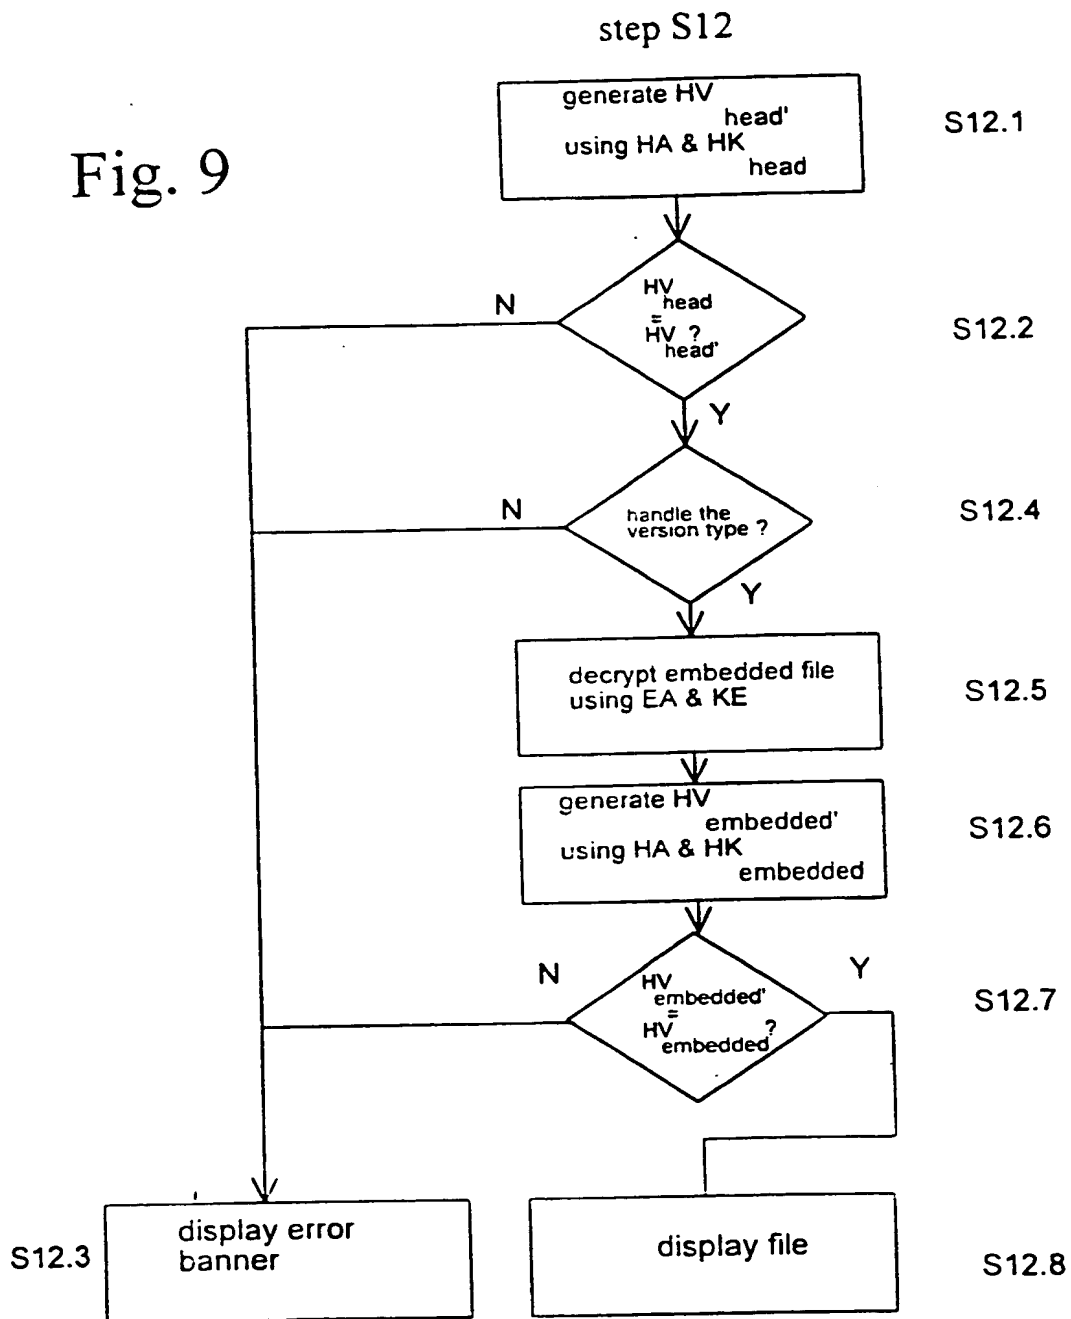 step S12
Fig. 9
generate HV
head'
using HA & HK
head
S12.1
N
HV
head
=
HV ?
head'
S12.2
Y
N
handle the
version type ?
S12.4
Y
decrypt embedded file
using EA & KE
S12.5
generate HV
embedded'
using HA & HK
embedded
S12.6
N
HV
embedded'
=
HV ?
embedded
Y
S12.7
S12.3
display error
banner
display file
S12.8